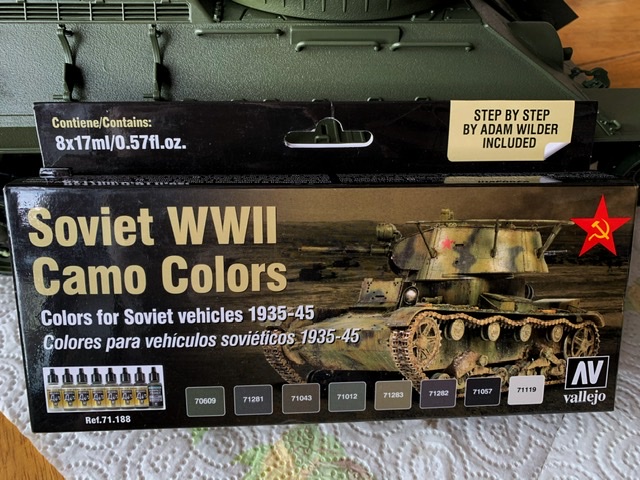 Contiene/Contains:
8x17ml/0.57fl.oz.
STEP BY STEP
BY ADAM WILDER
INCLUDED
Soviet WWII
Camo Colors
Colors for Soviet vehicles 1935-45
Colores para vehículos soviéticos 1935-45
Ref.71.188
70609
71281
71043
71012
71283
71282
71057
71119
AV
vallejo